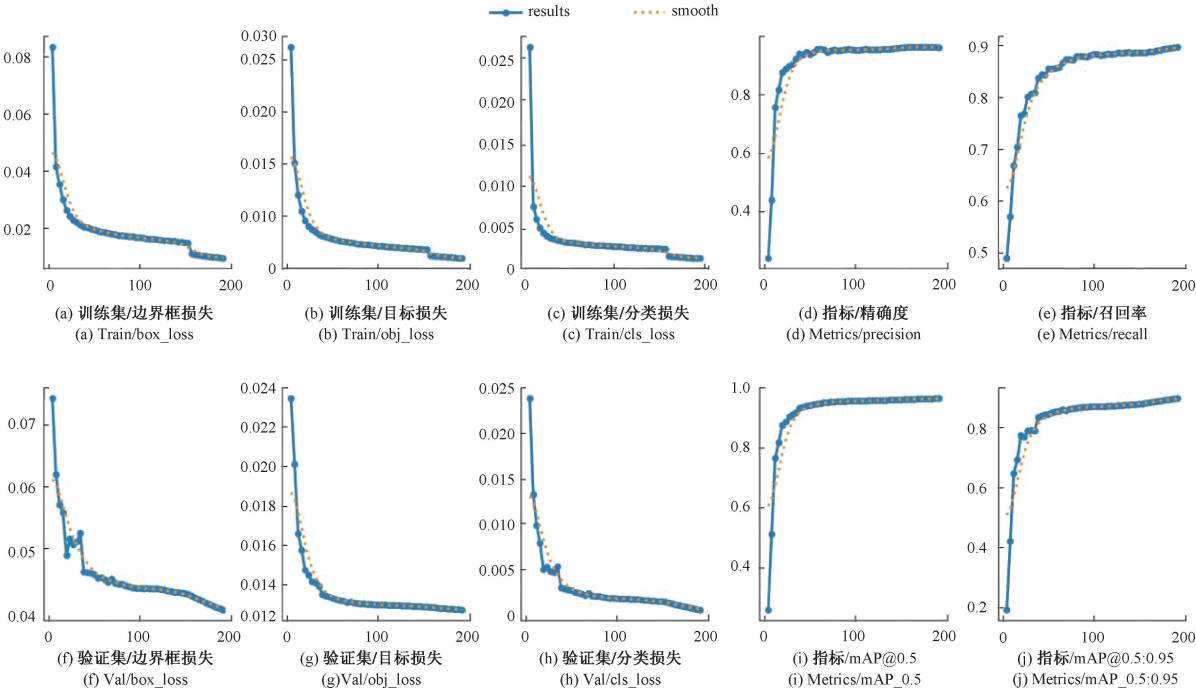 results smooth
0.08
0.06
0.04
0.02
0 100 200
(a) 训练集/边界框损失
(a) Train/box_loss
0.030
0.025
0.020
0.015
0.010
0.005
0
0 100 200
(b) 训练集/目标损失
(b) Train/obj_loss
0.025
0.020
0.015
0.010
0.005
0
0 100 200
(c) 训练集/分类损失
(c) Train/cls_loss
0.8
0.6
0.4
0 100 200
(d) 指标/精确度
(d) Metrics/precision
0.9
0.8
0.7
0.6
0.5
0 100 200
(e) 指标/召回率
(e) Metrics/recall
0.07
0.06
0.05
0.04
0 100 200
(f) 验证集/边界框损失
(f) Val/box_loss
0.024
0.022
0.020
0.018
0.016
0.014
0.012
0 100 200
(g) 验证集/目标损失
(g)Val/obj_loss
0.025
0.020
0.015
0.010
0.005
0
0 100 200
(h) 验证集/分类损失
(h) Val/cls_loss
1.0
0.8
0.6
0.4
0 100 200
(i) 指标/mAP@0.5
(i) Metrics/mAP_0.5
0.8
0.6
0.4
0.2
0 100 200
(j) 指标/mAP@0.5:0.95
(j) Metrics/mAP_0.5:0.95